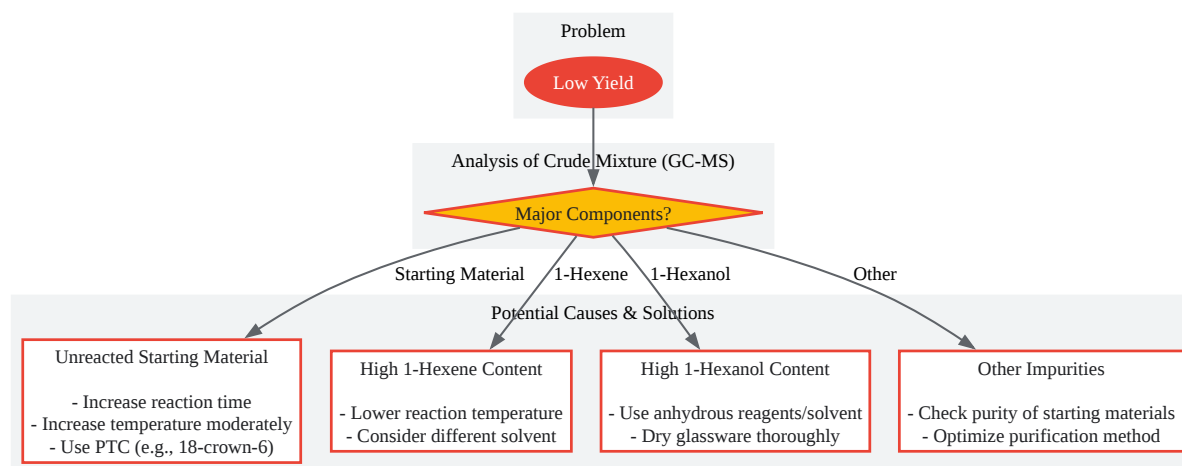 Problem
Low Yield
Analysis of Crude Mixture (GC-MS)
Major Components?
Starting Material
1-Hexene
1-Hexanol
Other
Potential Causes & Solutions
Unreacted Starting Material
- Increase reaction time
- Increase temperature moderately
- Use PTC (e.g., 18-crown-6)
High 1-Hexene Content
- Lower reaction temperature
- Consider different solvent
High 1-Hexanol Content
- Use anhydrous reagents/solvent
- Dry glassware thoroughly
Other Impurities
- Check purity of starting materials
- Optimize purification method